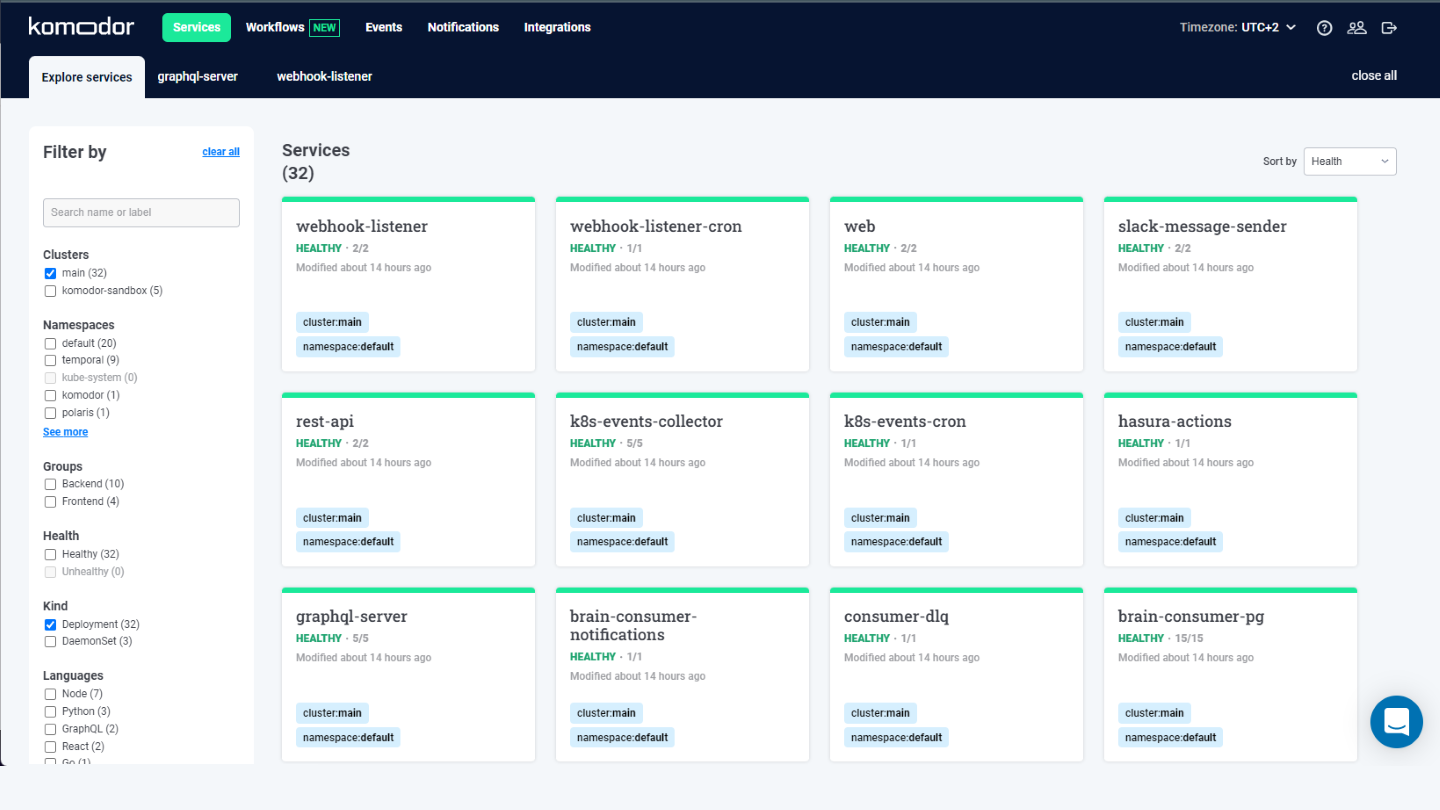 komodor
Services
Workflows NEW
Events
Notifications
Integrations
Timezone: UTC+2
Explore services
graphql-server
webhook-listener
close all
Filter by
clear all
Search name or label
Clusters
main (32)
komodor-sandbox (5)
Namespaces
default (20)
temporal (9)
kube-system (0)
komodor (1)
polaris (1)
See more
Groups
Backend (10)
Frontend (4)
Health
Healthy (32)
Unhealthy (0)
Kind
Deployment (32)
DaemonSet (3)
Languages
Node (7)
Python (3)
GraphQL (2)
React (2)
Go (1)
Services
(32)
Sort by
Health
webhook-listener
HEALTHY · 2/2
Modified about 14 hours ago
cluster:main
namespace:default
webhook-listener-cron
HEALTHY · 1/1
Modified about 14 hours ago
cluster:main
namespace:default
web
HEALTHY · 2/2
Modified about 14 hours ago
cluster:main
namespace:default
slack-message-sender
HEALTHY · 2/2
Modified about 14 hours ago
cluster:main
namespace:default
rest-api
HEALTHY · 2/2
Modified about 14 hours ago
cluster:main
namespace:default
k8s-events-collector
HEALTHY · 5/5
Modified about 14 hours ago
cluster:main
namespace:default
k8s-events-cron
HEALTHY · 1/1
Modified about 14 hours ago
cluster:main
namespace:default
hasura-actions
HEALTHY · 1/1
Modified about 14 hours ago
cluster:main
namespace:default
graphql-server
HEALTHY · 5/5
Modified about 14 hours ago
cluster:main
namespace:default
brain-consumer-
notifications
HEALTHY · 1/1
Modified about 14 hours ago
cluster:main
namespace:default
consumer-dlq
HEALTHY · 1/1
Modified about 14 hours ago
cluster:main
namespace:default
brain-consumer-pg
HEALTHY · 15/15
Modified about 14 hours ago
cluster:main
namespace:default